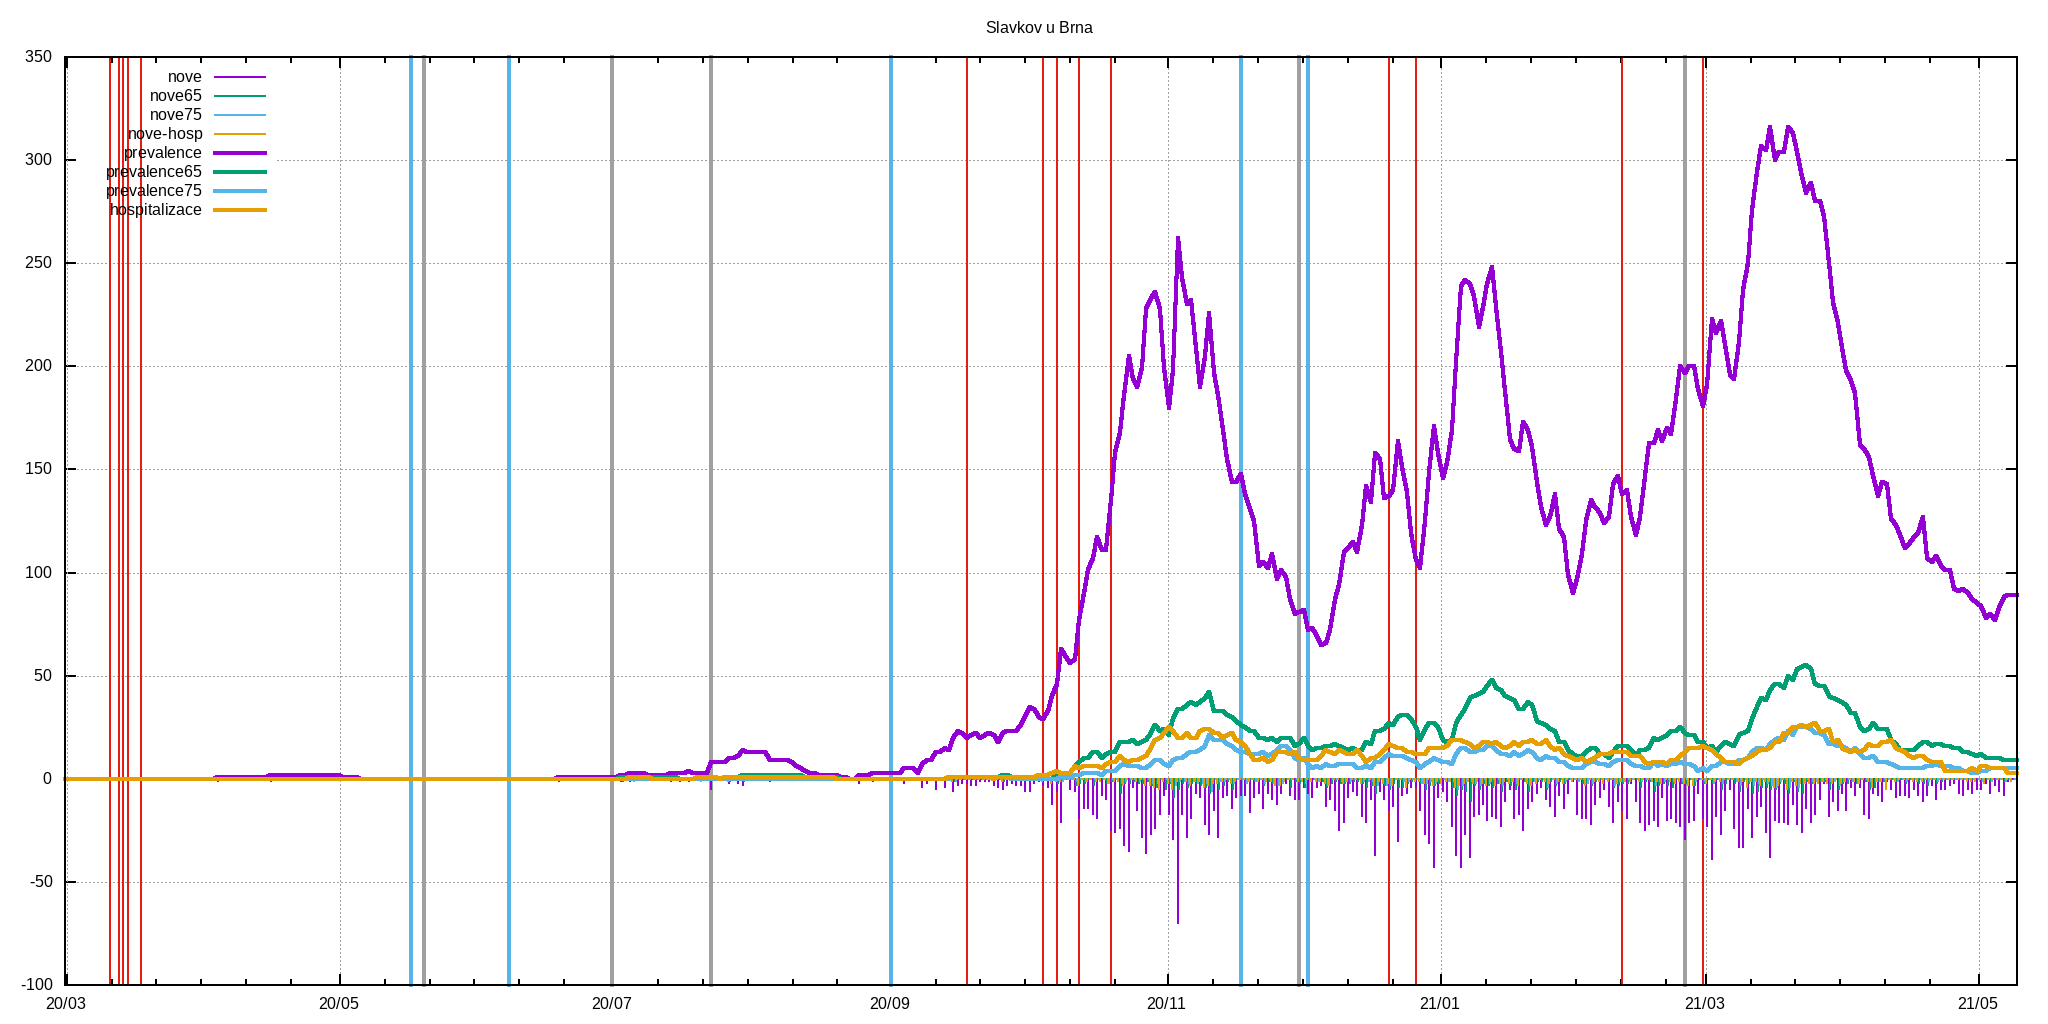 Slavkov u Brna
350
300
250
200
150
100
50
0
-50
-100
nove
nove65
nove75
nove-hosp
prevalence
prevalence65
prevalence75
hospitalizace
20/03 20/05 20/07 20/09 20/11 21/01 21/03 21/05